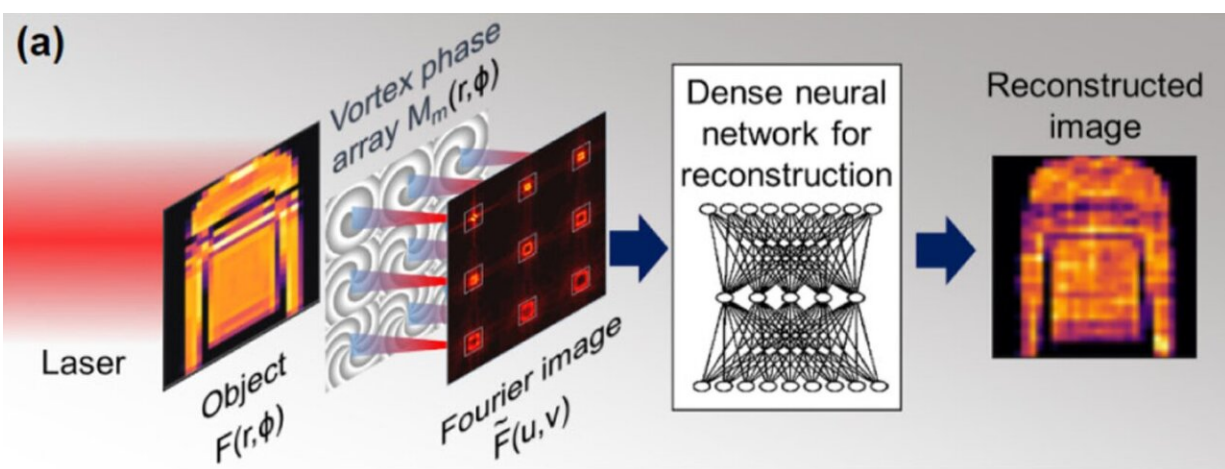 (a)
Vortex phase
array Mₘ(r,ϕ)
Laser
Object
F(r,ϕ)
Fourier image
F̃(u,v)
Dense neural
network for
reconstruction
Reconstructed
image